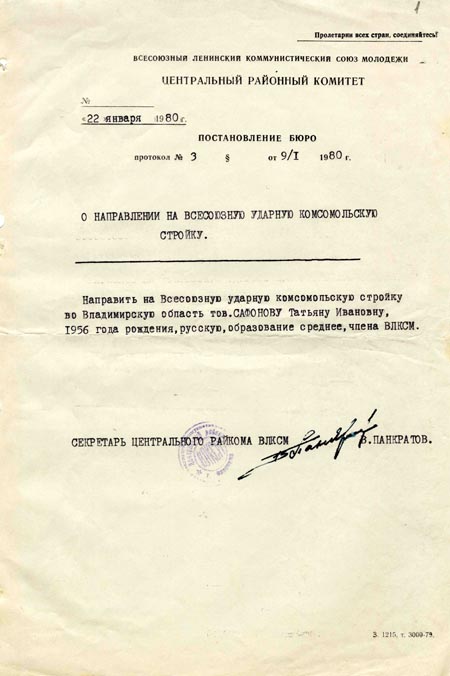 1
Пролетарии всех стран, соединяйтесь!
ВСЕСОЮЗНЫЙ ЛЕНИНСКИЙ КОММУНИСТИЧЕСКИЙ СОЮЗ МОЛОДЕЖИ
ЦЕНТРАЛЬНЫЙ РАЙОННЫЙ КОМИТЕТ
№
«22 »января 1980 г.
ПОСТАНОВЛЕНИЕ БЮРО
протокол № 3 § от 9/I 1980 г.
О НАПРАВЛЕНИИ НА ВСЕСОЮЗНУЮ УДАРНУЮ КОМСОМОЛЬСКУЮ
СТРОЙКУ.
Направить на Всесоюзную ударную комсомольскую стройку
во Владимирскую область тов.САФОНОВУ Татьяну Ивановну,
1956 года рождения,русскую,образование среднее,члена ВЛКСМ.
СЕКРЕТАРЬ ЦЕНТРАЛЬНОГО РАЙКОМА ВЛКСМ В.ПАНКРАТОВ.
З. 1215, т. 3000-79.